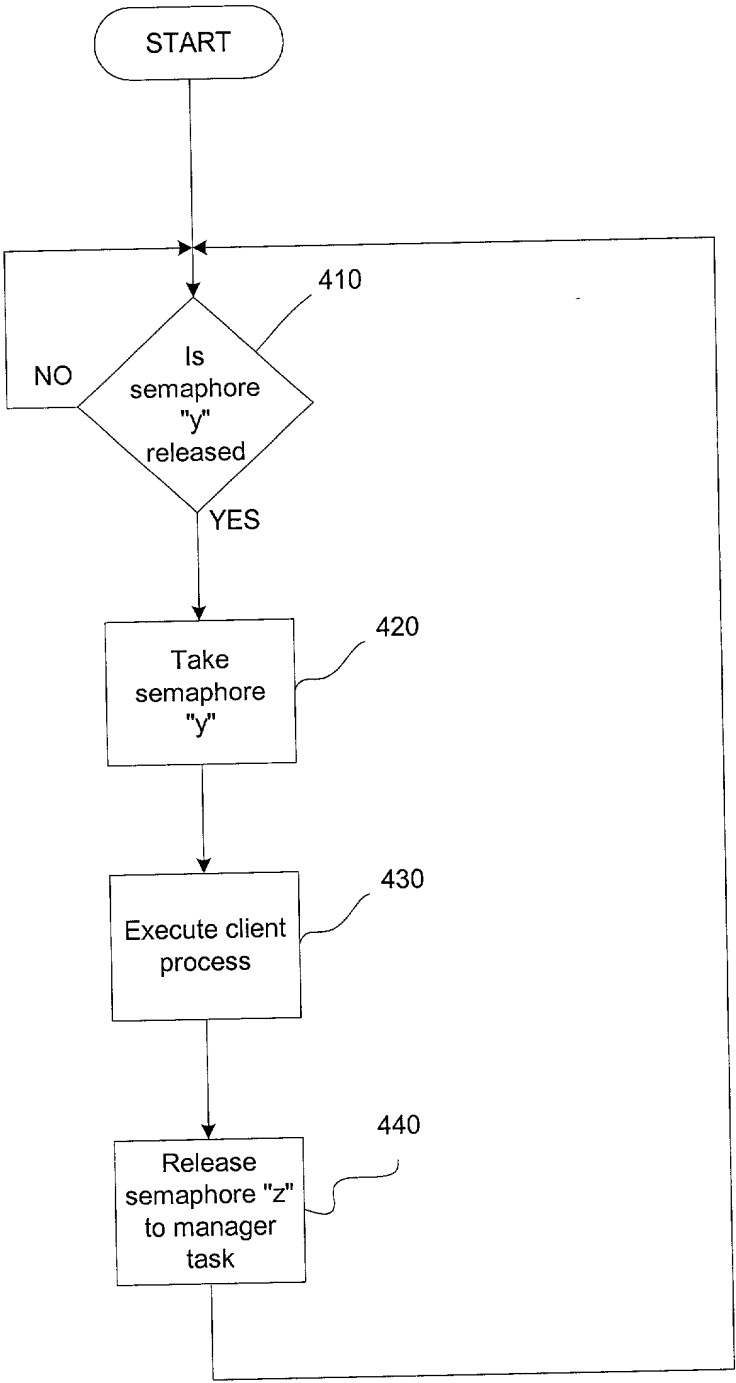 START
410
Is
semaphore
"y"
released
NO
YES
420
Take
semaphore
"y"
430
Execute client
process
440
Release
semaphore "z"
to manager
task